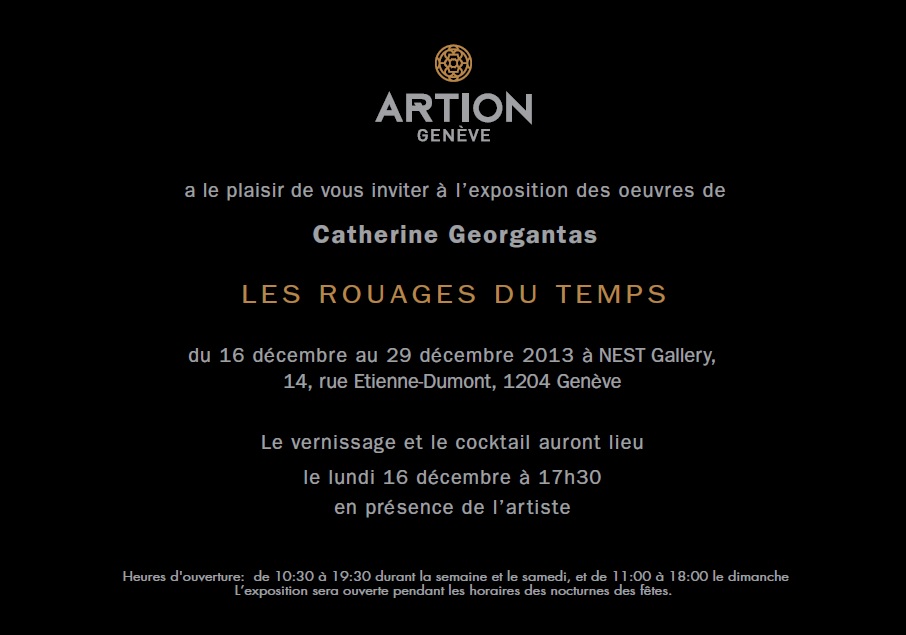 ARTION
GENÈVE
a le plaisir de vous inviter à l’exposition des oeuvres de
Catherine Georgantas
LES ROUAGES DU TEMPS
du 16 décembre au 29 décembre 2013 à NEST Gallery,
14, rue Etienne-Dumont, 1204 Genève
Le vernissage et le cocktail auront lieu
le lundi 16 décembre à 17h30
en présence de l’artiste
Heures d'ouverture:  de 10:30 à 19:30 durant la semaine et le samedi, et de 11:00 à 18:00 le dimanche
L’exposition sera ouverte pendant les horaires des nocturnes des fêtes.